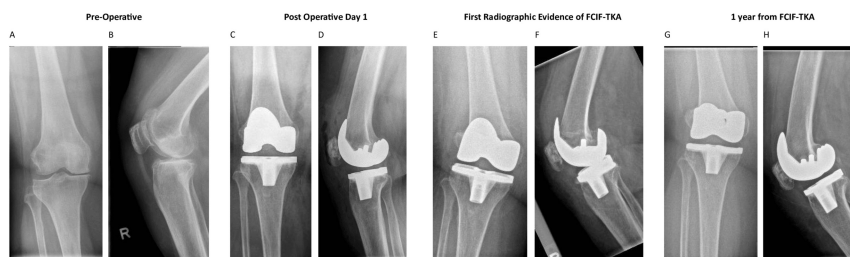 Pre-Operative
Post Operative Day 1
First Radiographic Evidence of FCIF-TKA
1 year from FCIF-TKA
A
B
C
D
E
F
G
H
R